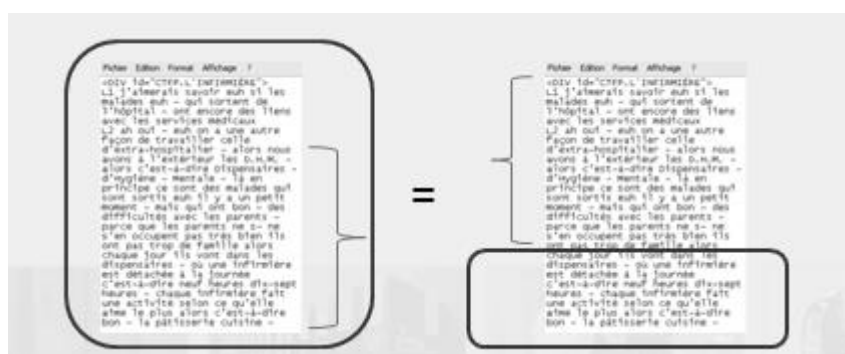 Fichier Edition Format Affichage ?
<DIV id="CTFP.L'INFIRMIÈRE">
L1 j'aimerais savoir euh si les
malades euh - qui sortent de
l'hôpital - ont encore des liens
avec les services médicaux
L2 ah oui - euh on a une autre
façon de travailler celle
d'extra-hospitalier - alors nous
avons à l'extérieur les D.H.M. -
alors c'est-à-dire Dispensaires -
d'Hygiène - Mentale - là en
principe ce sont des malades qui
sont sortis euh il y a un petit
moment - mais qui ont bon - des
difficultés avec les parents -
parce que les parents ne s- ne
s'en occupent pas très bien ils
ont pas trop de famille alors
chaque jour ils vont dans les
dispensaires - où une infirmière
est détachée à la journée
c'est-à-dire neuf heures dix-sept
heures - chaque infirmière fait
une activité selon ce qu'elle
aime le plus alors c'est-à-dire
bon - la pâtisserie cuisine -
=
Fichier Edition Format Affichage ?
<DIV id="CTFP.L'INFIRMIÈRE">
L1 j'aimerais savoir euh si les
malades euh - qui sortent de
l'hôpital - ont encore des liens
avec les services médicaux
L2 ah oui - euh on a une autre
façon de travailler celle
d'extra-hospitalier - alors nous
avons à l'extérieur les D.H.M. -
alors c'est-à-dire Dispensaires -
d'Hygiène - Mentale - là en
principe ce sont des malades qui
sont sortis euh il y a un petit
moment - mais qui ont bon - des
difficultés avec les parents -
parce que les parents ne s- ne
s'en occupent pas très bien ils
ont pas trop de famille alors
chaque jour ils vont dans les
dispensaires - où une infirmière
est détachée à la journée
c'est-à-dire neuf heures dix-sept
heures - chaque infirmière fait
une activité selon ce qu'elle
aime le plus alors c'est-à-dire
bon - la pâtisserie cuisine -